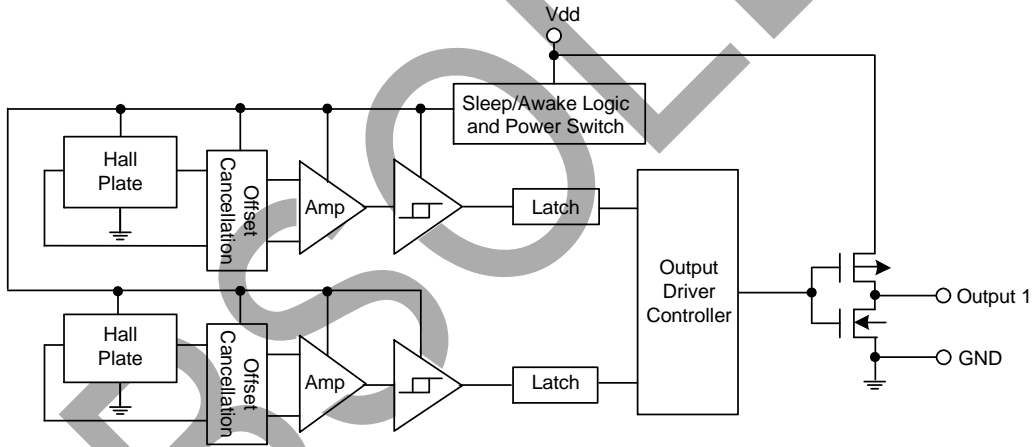 Vdd
Sleep/Awake Logic
and Power Switch
Hall
Plate
Offset
Cancellation
Amp
Latch
Output
Driver
Controller
Output 1
GND
Hall
Plate
Offset
Cancellation
Amp
Latch